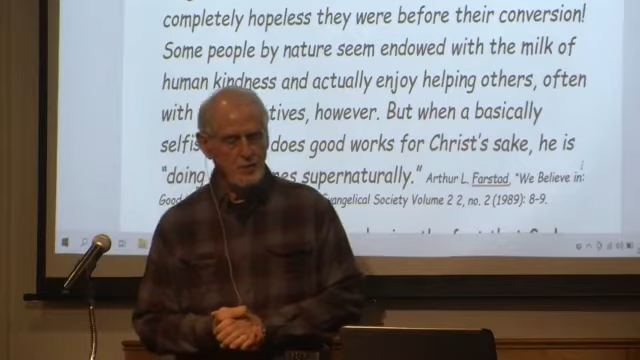 completely hopeless they were before their conversion!
Some people by nature seem endowed with the milk of
human kindness and actually enjoy helping others, often
with tives, however. But when a basically
selfis does good works for Christ's sake, he is
"doing es supernaturally." Arthur L. Farstad, "We Believe in:
Good vangelical Society Volume 2 2, no. 2 (1989): 8-9.